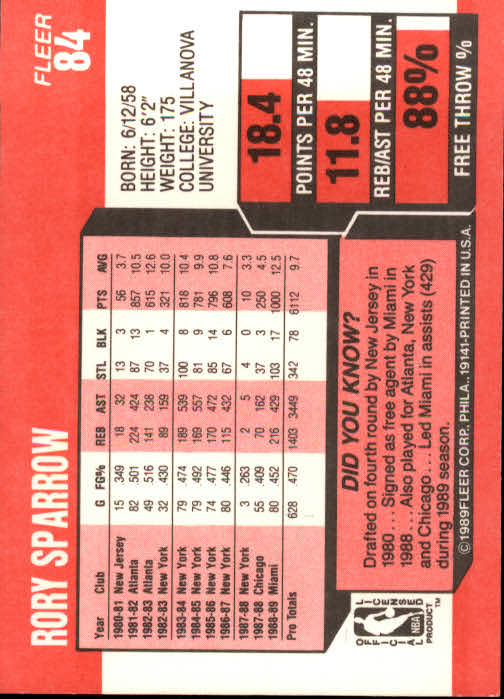 RORY SPARROW
FLEER
84
BORN: 6/12/58
HEIGHT: 6'2"
WEIGHT: 175
COLLEGE: VILLANOVA
UNIVERSITY
18.4
POINTS PER 48 MIN.
11.8
REB/AST PER 48 MIN.
88%
FREE THROW %
Year Club G FG% REB AST STL BLK PTS AVG
1980-81 New Jersey 15 .349 18 32 13 3 56 3.7
1981-82 Atlanta 82 .501 224 424 87 13 857 10.5
1982-83 Atlanta 49 .516 141 238 70 1 615 12.6
1982-83 New York 32 .430 89 159 37 4 321 10.0
1983-84 New York 79 .474 189 539 100 8 818 10.4
1984-85 New York 79 .492 169 557 81 9 781 9.9
1985-86 New York 74 .477 170 472 85 14 796 10.8
1986-87 New York 80 .446 115 432 67 6 608 7.6
1987-88 New York 3 .263 2 5 4 0 10 3.3
1987-88 Chicago 55 .409 70 162 37 3 250 4.5
1988-89 Miami 80 .452 216 429 103 17 1000 12.5
Pro Totals 628 .470 1403 3449 342 78 6112 9.7
DID YOU KNOW?
Drafted on fourth round by New Jersey in
1980 . . . Signed as free agent by Miami in
1988 . . . Also played for Atlanta, New York
and Chicago . . . Led Miami in assists (429)
during 1989 season.
OFFICIAL
LICENSED
NBA
PRODUCT™
©1989 FLEER CORP. PHILA., 19141-PRINTED IN U.S.A.